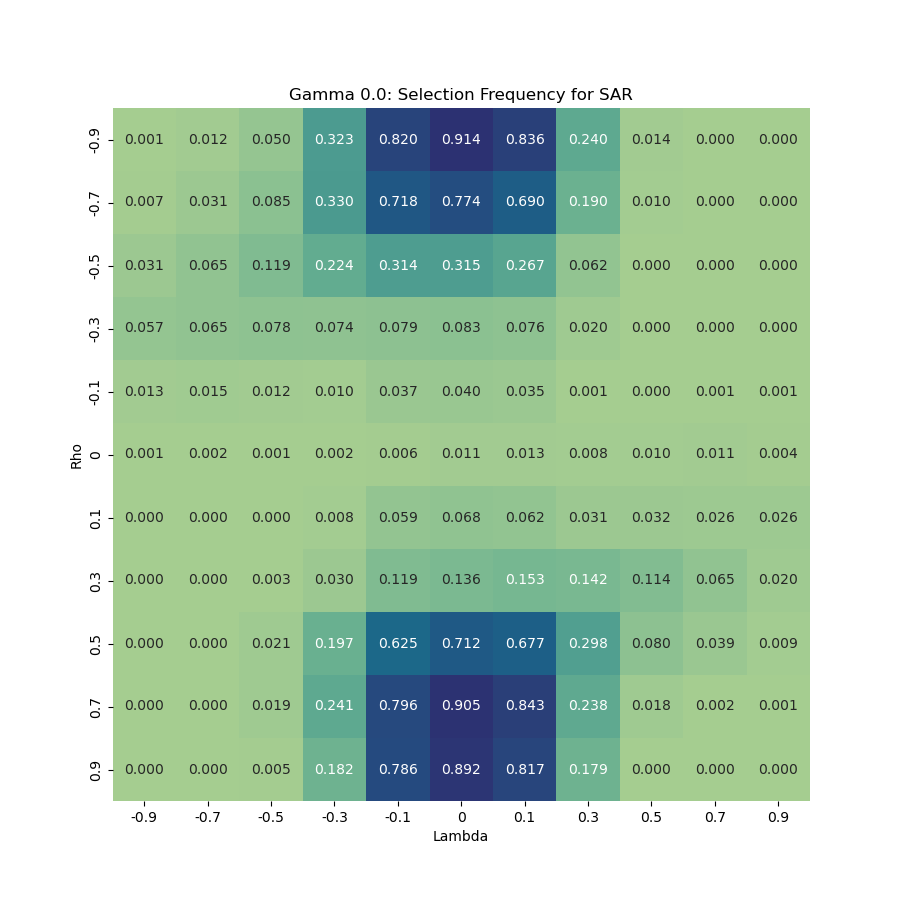 Gamma 0.0: Selection Frequency for SAR
-0.9 0.001 0.012 0.050 0.323 0.820 0.914 0.836 0.240 0.014 0.000 0.000
-0.7 0.007 0.031 0.085 0.330 0.718 0.774 0.690 0.190 0.010 0.000 0.000
-0.5 0.031 0.065 0.119 0.224 0.314 0.315 0.267 0.062 0.000 0.000 0.000
-0.3 0.057 0.065 0.078 0.074 0.079 0.083 0.076 0.020 0.000 0.000 0.000
-0.1 0.013 0.015 0.012 0.010 0.037 0.040 0.035 0.001 0.000 0.001 0.001
Rho
0 0.001 0.002 0.001 0.002 0.006 0.011 0.013 0.008 0.010 0.011 0.004
0.1 0.000 0.000 0.000 0.008 0.059 0.068 0.062 0.031 0.032 0.026 0.026
0.3 0.000 0.000 0.003 0.030 0.119 0.136 0.153 0.142 0.114 0.065 0.020
0.5 0.000 0.000 0.021 0.197 0.625 0.712 0.677 0.298 0.080 0.039 0.009
0.7 0.000 0.000 0.019 0.241 0.796 0.905 0.843 0.238 0.018 0.002 0.001
0.9 0.000 0.000 0.005 0.182 0.786 0.892 0.817 0.179 0.000 0.000 0.000
-0.9 -0.7 -0.5 -0.3 -0.1 0 0.1 0.3 0.5 0.7 0.9
Lambda